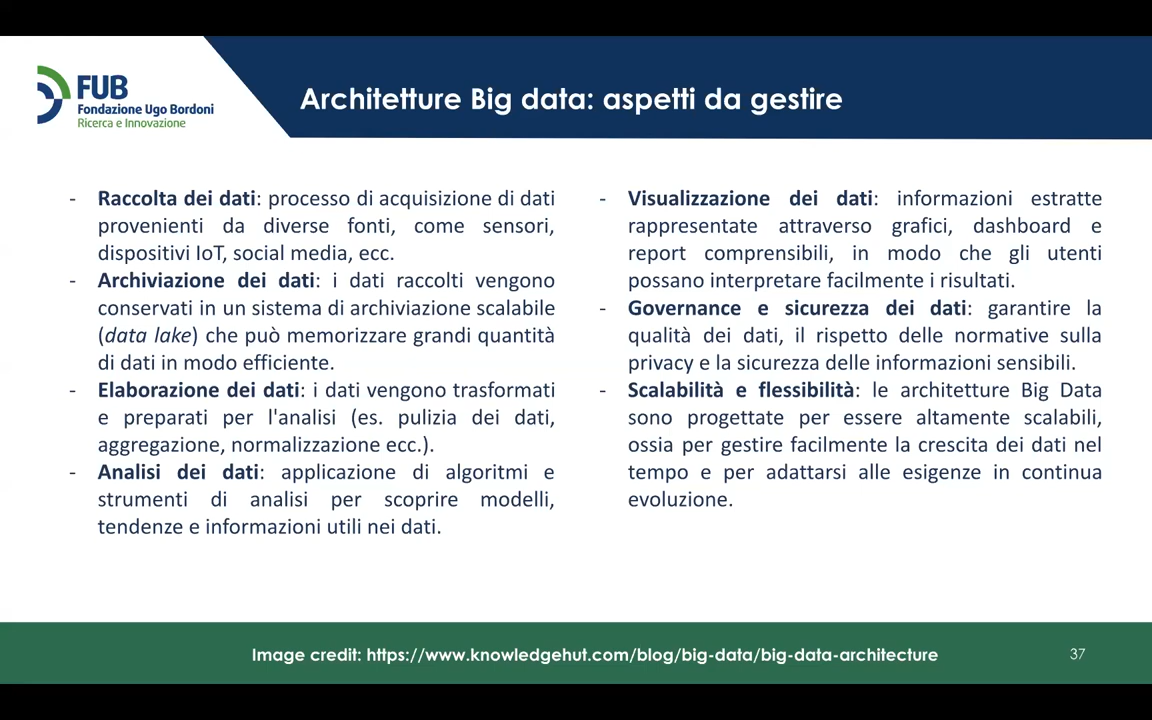 FUB
Fondazione Ugo Bordoni
Ricerca e Innovazione
Architetture Big data: aspetti da gestire
- Raccolta dei dati: processo di acquisizione di dati
provenienti da diverse fonti, come sensori,
dispositivi IoT, social media, ecc.
- Archiviazione dei dati: i dati raccolti vengono
conservati in un sistema di archiviazione scalabile
(data lake) che può memorizzare grandi quantità
di dati in modo efficiente.
- Elaborazione dei dati: i dati vengono trasformati
e preparati per l'analisi (es. pulizia dei dati,
aggregazione, normalizzazione ecc.).
- Analisi dei dati: applicazione di algoritmi e
strumenti di analisi per scoprire modelli,
tendenze e informazioni utili nei dati.
- Visualizzazione dei dati: informazioni estratte
rappresentate attraverso grafici, dashboard e
report comprensibili, in modo che gli utenti
possano interpretare facilmente i risultati.
- Governance e sicurezza dei dati: garantire la
qualità dei dati, il rispetto delle normative sulla
privacy e la sicurezza delle informazioni sensibili.
- Scalabilità e flessibilità: le architetture Big Data
sono progettate per essere altamente scalabili,
ossia per gestire facilmente la crescita dei dati nel
tempo e per adattarsi alle esigenze in continua
evoluzione.
Image credit: https://www.knowledgehut.com/blog/big-data/big-data-architecture
37